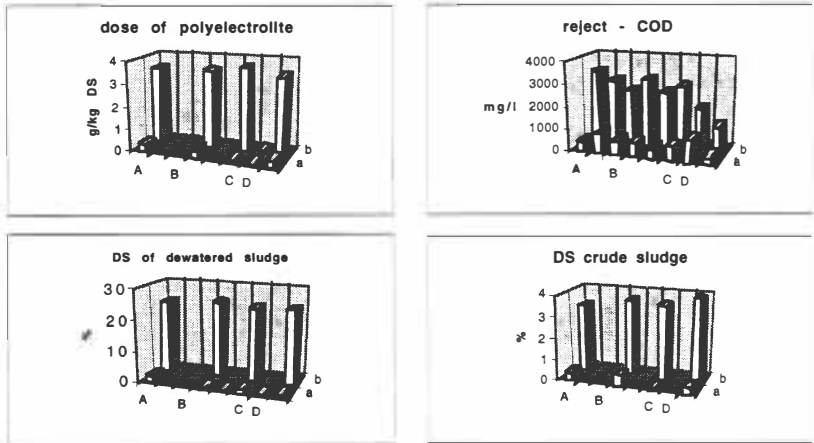 dose of polyelectrolite
g/kg DS
4
3
2
1
0
A
B
C
D
a
b
reject - COD
mg/l
4000
3000
2000
1000
0
A
B
C
D
a
b
DS of dewatered sludge
30
20
10
0
A
B
C
D
a
b
DS crude sludge
%
4
3
2
1
0
A
B
C
D
a
b